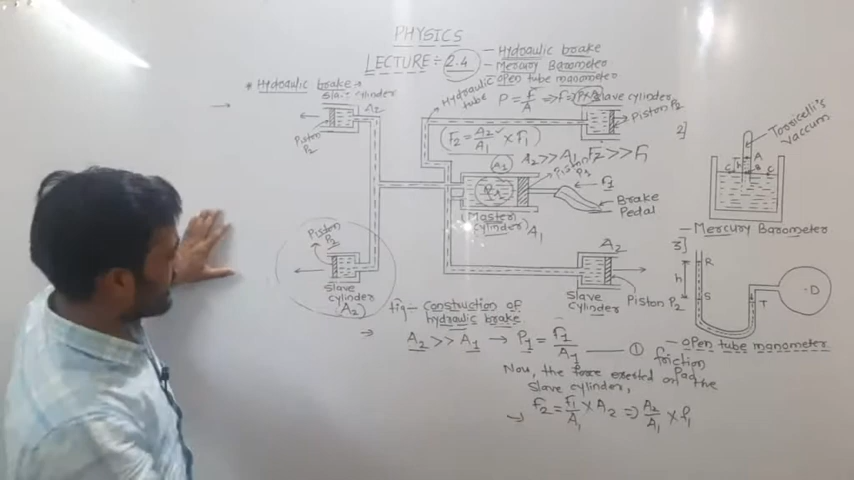 PHYSICS
LECTURE ÷ 2.4
– Hydraulic brake
– Mercury Barometer
– open tube manometer
* Hydraulic brake
Slave cylinder
A2
Piston P2
Hydraulic tube
P = F/A ⇒ F = P×A
Slave cylinder
Piston P2
F2 = A2/A1 × F1
A1
A2 >> A1
F2 >> F1
Piston P1
F1
Brake Pedal
(Master cylinder) A1
Piston P2
Slave cylinder (A2)
A2
Slave cylinder
Piston P2
fig – Construction of hydraulic brake
⇒ A2 >> A1 → P1 = F1/A1 —— ①
friction
Now, the force exerted on the
Slave cylinder,
→ F2 = F1/A1 × A2 ⇒ A2/A1 × F1
2]
Torricelli's vaccum
h
A
B
C
C
– Mercury Barometer
3]
R
h
S
T
.D
– open tube manometer